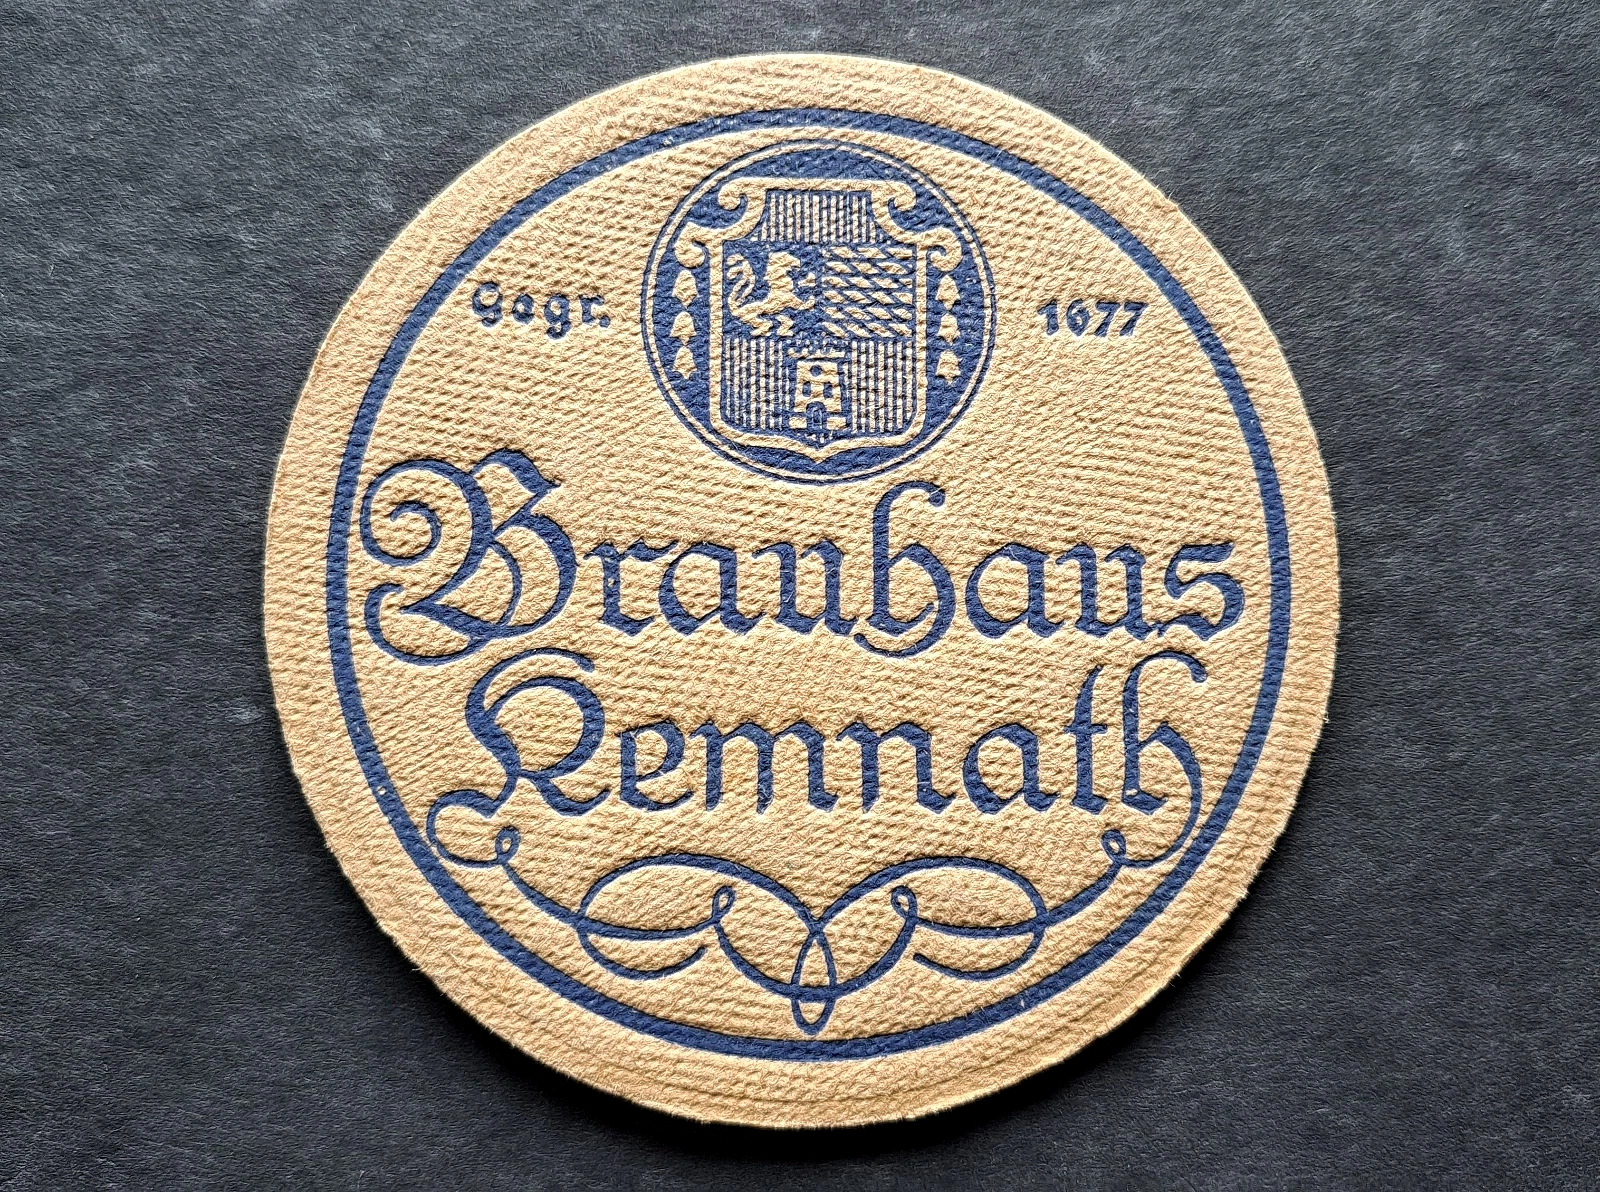 Gegr. 1677
Brauhaus
Kemnath